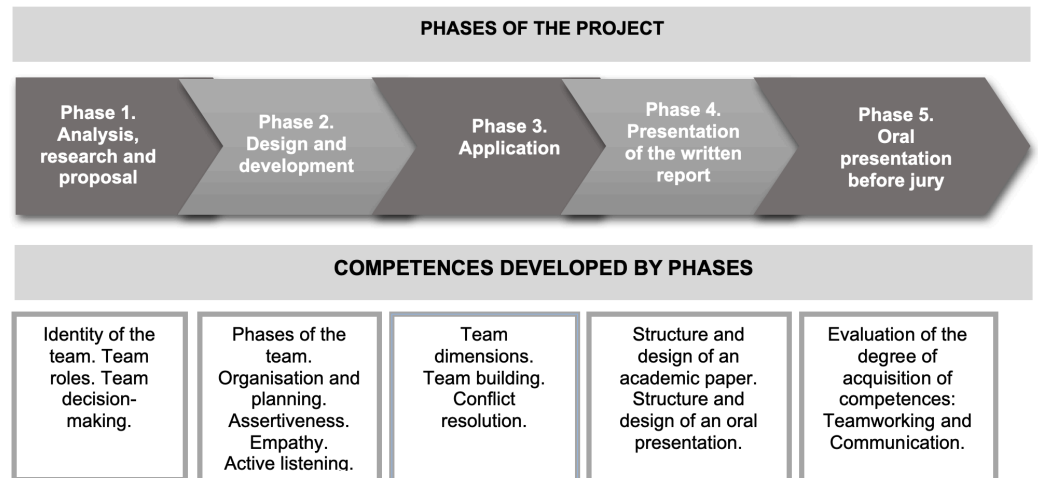 PHASES OF THE PROJECT
Phase 1.
Analysis,
research and
proposal
Phase 2.
Design and
development
Phase 3.
Application
Phase 4.
Presentation
of the written
report
Phase 5.
Oral
presentation
before jury
COMPETENCES DEVELOPED BY PHASES
Identity of the
team. Team
roles. Team
decision-
making.
Phases of the
team.
Organisation and
planning.
Assertiveness.
Empathy.
Active listening.
Team
dimensions.
Team building.
Conflict
resolution.
Structure and
design of an
academic paper.
Structure and
design of an oral
presentation.
Evaluation of the
degree of
acquisition of
competences:
Teamworking and
Communication.